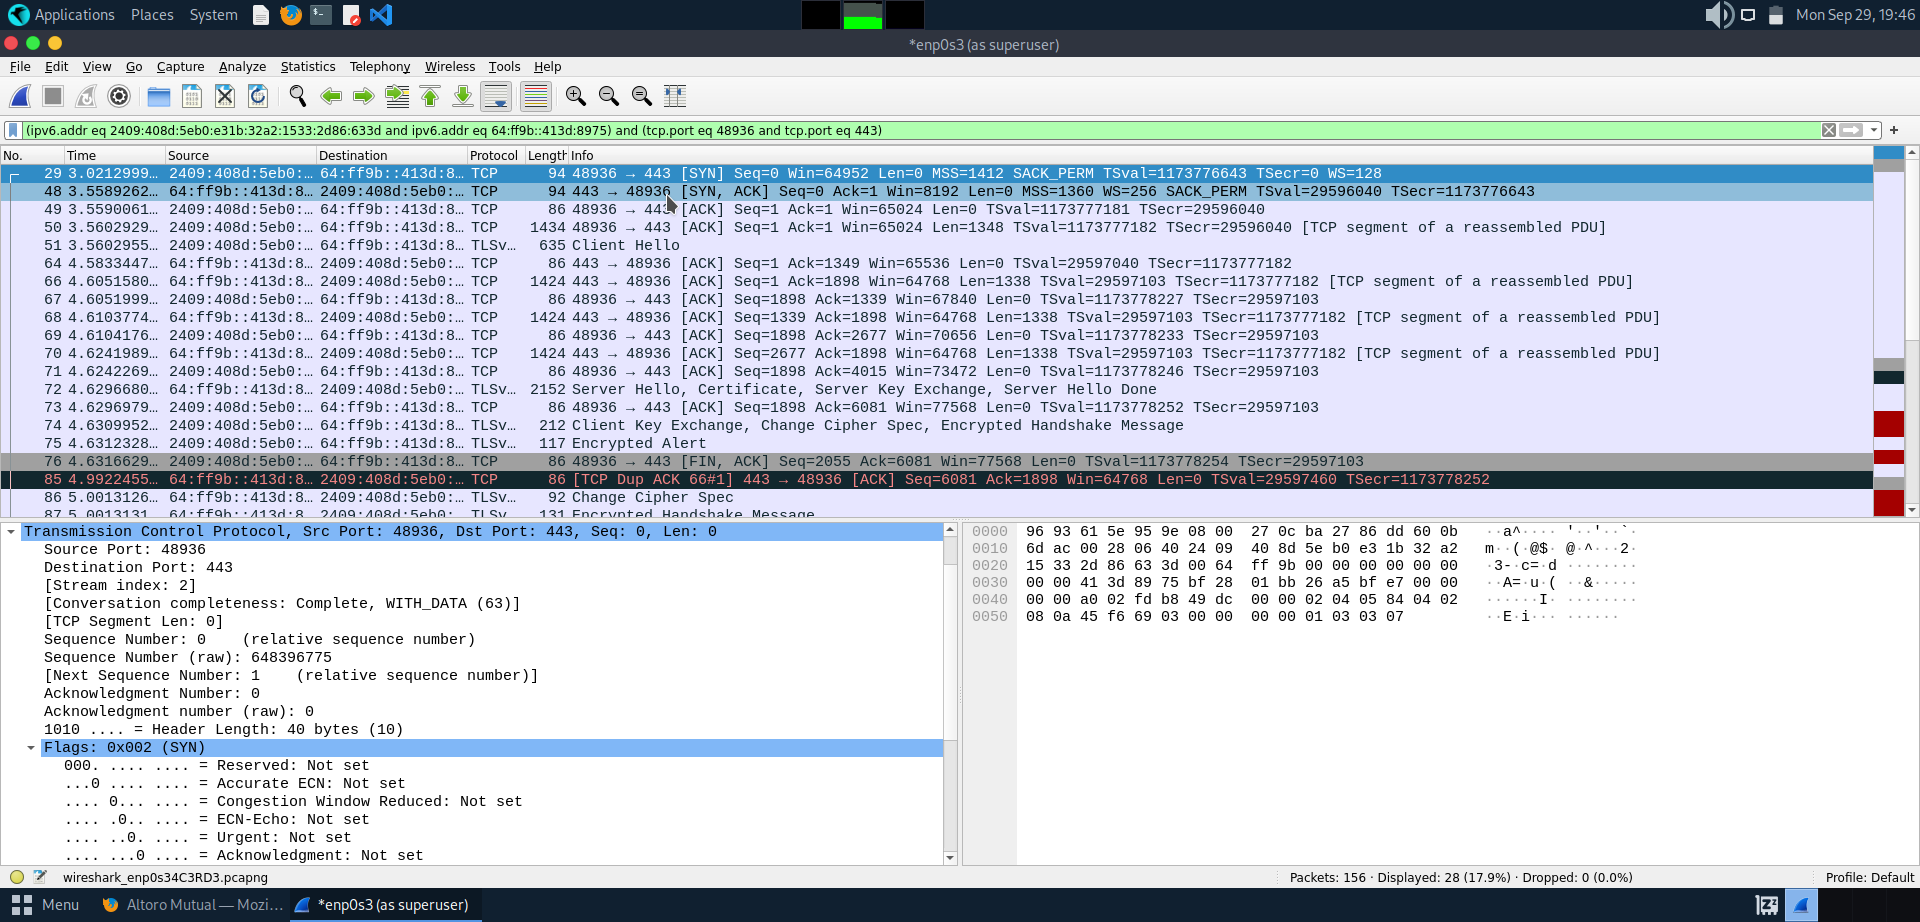 Applications Places System Mon Sep 29, 19:46
*enp0s3 (as superuser)
File Edit View Go Capture Analyze Statistics Telephony Wireless Tools Help
(ipv6.addr eq 2409:408d:5eb0:e31b:32a2:1533:2d86:633d and ipv6.addr eq 64:ff9b::413d:8975) and (tcp.port eq 48936 and tcp.port eq 443)
No. Time Source Destination Protocol Length Info
29 3.0212999… 2409:408d:5eb0:… 64:ff9b::413d:8… TCP 94 48936 → 443 [SYN] Seq=0 Win=64952 Len=0 MSS=1412 SACK_PERM TSval=1173776643 TSecr=0 WS=128
48 3.5589262… 64:ff9b::413d:8… 2409:408d:5eb0:… TCP 94 443 → 48936 [SYN, ACK] Seq=0 Ack=1 Win=8192 Len=0 MSS=1360 WS=256 SACK_PERM TSval=29596040 TSecr=1173776643
49 3.5590061… 2409:408d:5eb0:… 64:ff9b::413d:8… TCP 86 48936 → 443 [ACK] Seq=1 Ack=1 Win=65024 Len=0 TSval=1173777181 TSecr=29596040
50 3.5602929… 2409:408d:5eb0:… 64:ff9b::413d:8… TCP 1434 48936 → 443 [ACK] Seq=1 Ack=1 Win=65024 Len=1348 TSval=1173777182 TSecr=29596040 [TCP segment of a reassembled PDU]
51 3.5602955… 2409:408d:5eb0:… 64:ff9b::413d:8… TLSv… 635 Client Hello
64 4.5833447… 64:ff9b::413d:8… 2409:408d:5eb0:… TCP 86 443 → 48936 [ACK] Seq=1 Ack=1349 Win=65536 Len=0 TSval=29597040 TSecr=1173777182
66 4.6051580… 64:ff9b::413d:8… 2409:408d:5eb0:… TCP 1424 443 → 48936 [ACK] Seq=1 Ack=1898 Win=64768 Len=1338 TSval=29597103 TSecr=1173777182 [TCP segment of a reassembled PDU]
67 4.6051999… 2409:408d:5eb0:… 64:ff9b::413d:8… TCP 86 48936 → 443 [ACK] Seq=1898 Ack=1339 Win=67840 Len=0 TSval=1173778227 TSecr=29597103
68 4.6103774… 64:ff9b::413d:8… 2409:408d:5eb0:… TCP 1424 443 → 48936 [ACK] Seq=1339 Ack=1898 Win=64768 Len=1338 TSval=29597103 TSecr=1173777182 [TCP segment of a reassembled PDU]
69 4.6104176… 2409:408d:5eb0:… 64:ff9b::413d:8… TCP 86 48936 → 443 [ACK] Seq=1898 Ack=2677 Win=70656 Len=0 TSval=1173778233 TSecr=29597103
70 4.6241989… 64:ff9b::413d:8… 2409:408d:5eb0:… TCP 1424 443 → 48936 [ACK] Seq=2677 Ack=1898 Win=64768 Len=1338 TSval=29597103 TSecr=1173777182 [TCP segment of a reassembled PDU]
71 4.6242269… 2409:408d:5eb0:… 64:ff9b::413d:8… TCP 86 48936 → 443 [ACK] Seq=1898 Ack=4015 Win=73472 Len=0 TSval=1173778246 TSecr=29597103
72 4.6296680… 64:ff9b::413d:8… 2409:408d:5eb0:… TLSv… 2152 Server Hello, Certificate, Server Key Exchange, Server Hello Done
73 4.6296979… 2409:408d:5eb0:… 64:ff9b::413d:8… TCP 86 48936 → 443 [ACK] Seq=1898 Ack=6081 Win=77568 Len=0 TSval=1173778252 TSecr=29597103
74 4.6309952… 2409:408d:5eb0:… 64:ff9b::413d:8… TLSv… 212 Client Key Exchange, Change Cipher Spec, Encrypted Handshake Message
75 4.6312328… 2409:408d:5eb0:… 64:ff9b::413d:8… TLSv… 117 Encrypted Alert
76 4.6316629… 2409:408d:5eb0:… 64:ff9b::413d:8… TCP 86 48936 → 443 [FIN, ACK] Seq=2055 Ack=6081 Win=77568 Len=0 TSval=1173778254 TSecr=29597103
85 4.9922455… 64:ff9b::413d:8… 2409:408d:5eb0:… TCP 86 [TCP Dup ACK 66#1] 443 → 48936 [ACK] Seq=6081 Ack=1898 Win=64768 Len=0 TSval=29597460 TSecr=1173778252
86 5.0013126… 64:ff9b::413d:8… 2409:408d:5eb0:… TLSv… 92 Change Cipher Spec
87 5.0013131… 64:ff9b::413d:8… 2409:408d:5eb0:… TLSv… 131 Encrypted Handshake Message
Transmission Control Protocol, Src Port: 48936, Dst Port: 443, Seq: 0, Len: 0
Source Port: 48936
Destination Port: 443
[Stream index: 2]
[Conversation completeness: Complete, WITH_DATA (63)]
[TCP Segment Len: 0]
Sequence Number: 0 (relative sequence number)
Sequence Number (raw): 648396775
[Next Sequence Number: 1 (relative sequence number)]
Acknowledgment Number: 0
Acknowledgment number (raw): 0
1010 .... = Header Length: 40 bytes (10)
Flags: 0x002 (SYN)
000. .... .... = Reserved: Not set
...0 .... .... = Accurate ECN: Not set
.... 0... .... = Congestion Window Reduced: Not set
.... .0.. .... = ECN-Echo: Not set
.... ..0. .... = Urgent: Not set
.... ...0 .... = Acknowledgment: Not set
0000 96 93 61 5e 95 9e 08 00 27 0c ba 27 86 dd 60 0b ··a^···· '··'··`·
0010 6d ac 00 28 06 40 24 09 40 8d 5e b0 e3 1b 32 a2 m··(·@$· @·^···2·
0020 15 33 2d 86 63 3d 00 64 ff 9b 00 00 00 00 00 00 ·3-·c=·d ········
0030 00 00 41 3d 89 75 bf 28 01 bb 26 a5 bf e7 00 00 ··A=·u·( ··&·····
0040 00 00 a0 02 fd b8 49 dc 00 00 02 04 05 84 04 02 ······I· ········
0050 08 0a 45 f6 69 03 00 00 00 00 01 03 03 07 ··E·i··· ······
wireshark_enp0s34C3RD3.pcapng Packets: 156 · Displayed: 28 (17.9%) · Dropped: 0 (0.0%) Profile: Default
Menu Altoro Mutual — Mozi… *enp0s3 (as superuser)